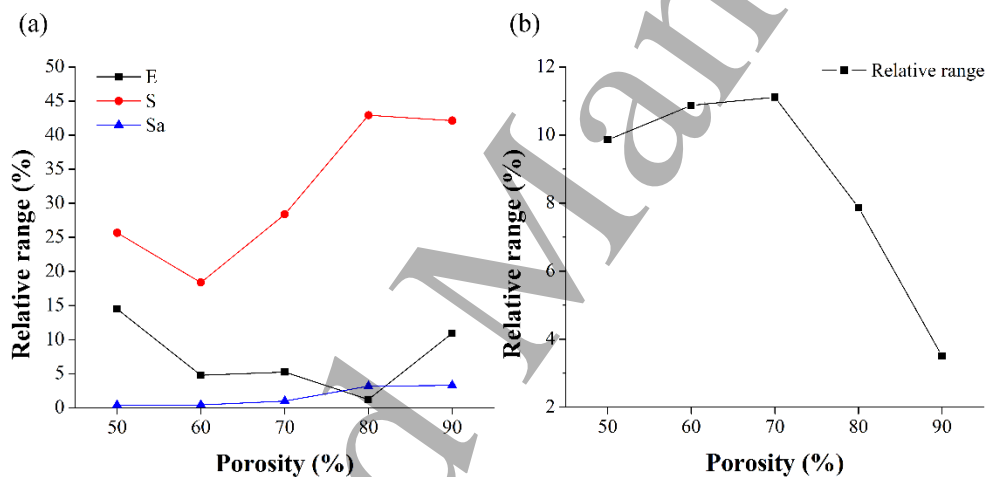 (a)
50
45
40
35
30
25
20
15
10
5
0
Relative range (%)
E
S
Sa
50 60 70 80 90
Porosity (%)
(b)
12
10
8
6
4
2
Relative range (%)
Relative range
50 60 70 80 90
Porosity (%)
d Man